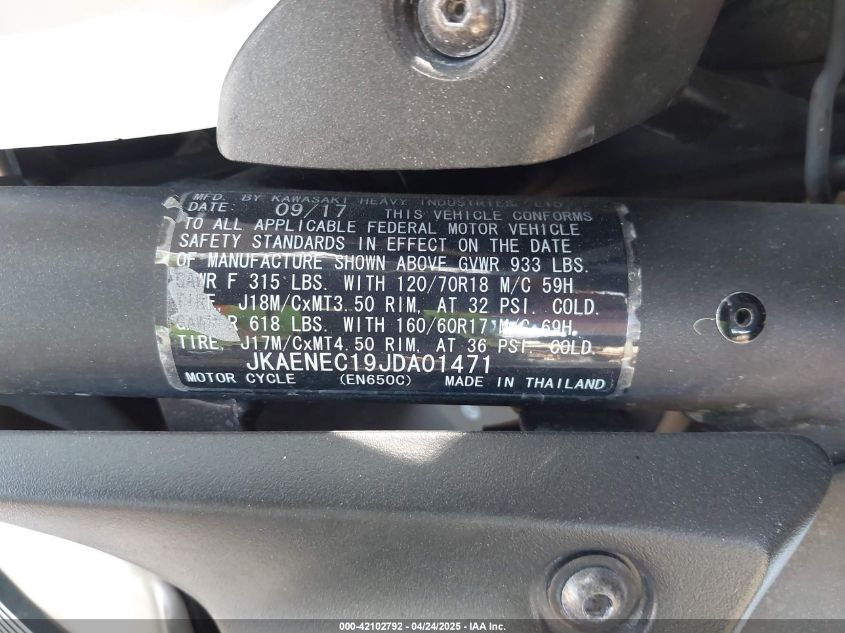 MFD. BY KAWASAKI HEAVY INDUSTRIES, LTD.
DATE: 09/17 THIS VEHICLE CONFORMS
TO ALL APPLICABLE FEDERAL MOTOR VEHICLE
SAFETY STANDARDS IN EFFECT ON THE DATE
OF MANUFACTURE SHOWN ABOVE GVWR 933 LBS.
GAWR F 315 LBS. WITH 120/70R18 M/C 59H
TIRE, J18M/CxMT3.50 RIM, AT 32 PSI. COLD.
R 618 LBS. WITH 160/60R17 M/C 69H
TIRE, J17M/CxMT4.50 RIM, AT 36 PSI. COLD.
JKAENEC19JDA01471
MOTOR CYCLE (EN650C) MADE IN THAILAND
000-42102792 - 04/24/2025 - IAA Inc.